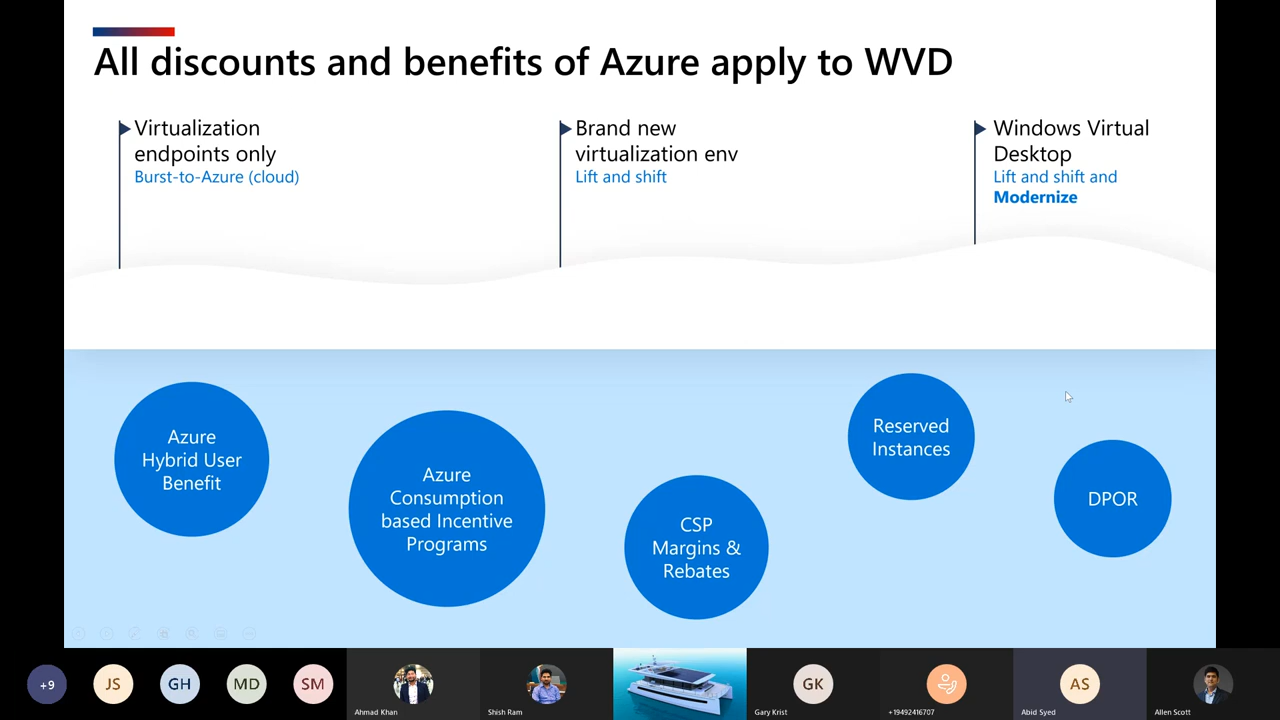 All discounts and benefits of Azure apply to WVD
Virtualization
endpoints only
Burst-to-Azure (cloud)
Brand new
virtualization env
Lift and shift
Windows Virtual
Desktop
Lift and shift and
Modernize
Azure
Hybrid User
Benefit
Azure
Consumption
based Incentive
Programs
CSP
Margins &
Rebates
Reserved
Instances
DPOR
+9
JS
GH
MD
SM
Ahmad Khan
Shish Ram
GK
Gary Krist
+19492416707
AS
Abid Syed
Allen Scott